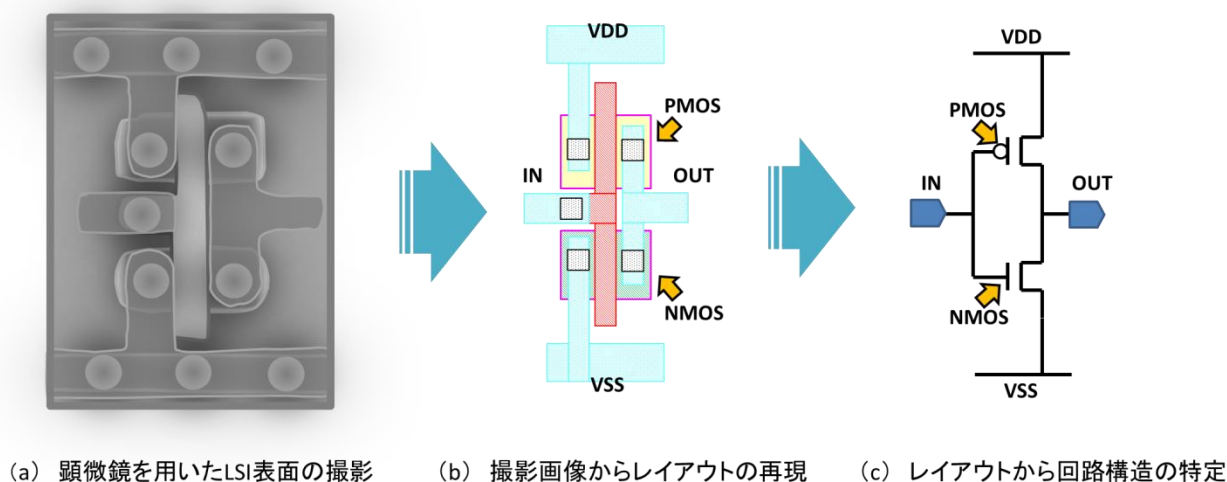 VDD
PMOS
IN
OUT
NMOS
VSS
VDD
PMOS
IN
OUT
NMOS
VSS
(a) 顕微鏡を用いたLSI表面の撮影
(b) 撮影画像からレイアウトの再現
(c) レイアウトから回路構造の特定